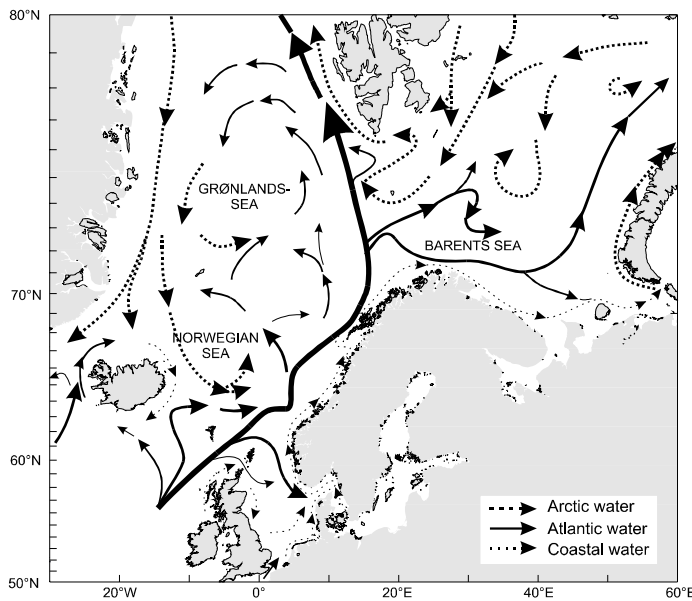 80°N
70°N
60°N
50°N
20°W
0°
20°E
40°E
60°E
GRØNLANDS-
SEA
BARENTS SEA
NORWEGIAN
SEA
Arctic water
Atlantic water
Coastal water